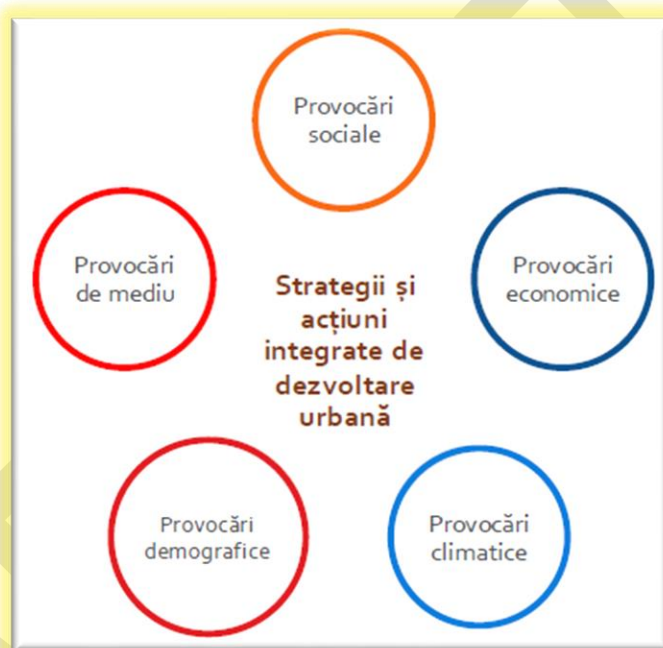 Provocări
sociale
Provocări
de mediu
Provocări
economice
Strategii și
acțiuni
integrate de
dezvoltare
urbană
Provocări
demografice
Provocări
climatice